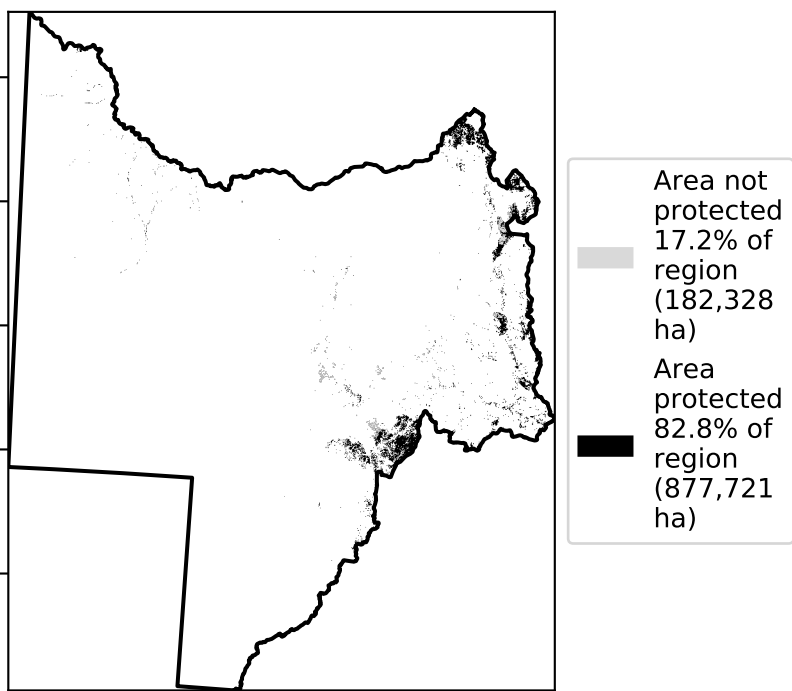 Area not
protected
17.2% of
region
(182,328
ha)
Area
protected
82.8% of
region
(877,721
ha)